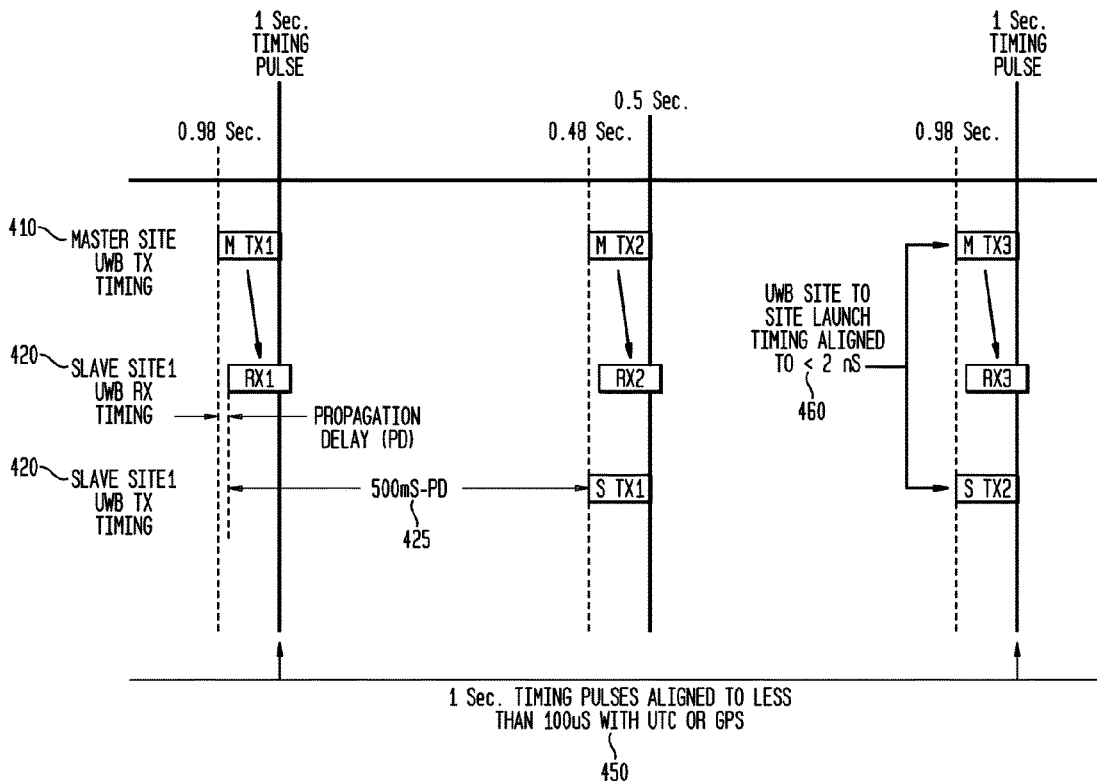 1 Sec.
TIMING
PULSE
1 Sec.
TIMING
PULSE
0.5 Sec.
0.98 Sec.
0.48 Sec.
0.98 Sec.
410
MASTER SITE
UWB TX
TIMING
M TX1
M TX2
M TX3
UWB SITE TO
SITE LAUNCH
TIMING ALIGNED
TO < 2 nS
460
420
SLAVE SITE1
UWB RX
TIMING
RX1
RX2
RX3
PROPAGATION
DELAY (PD)
420
SLAVE SITE1
UWB TX
TIMING
500mS-PD
425
S TX1
S TX2
1 Sec. TIMING PULSES ALIGNED TO LESS
THAN 100uS WITH UTC OR GPS
450